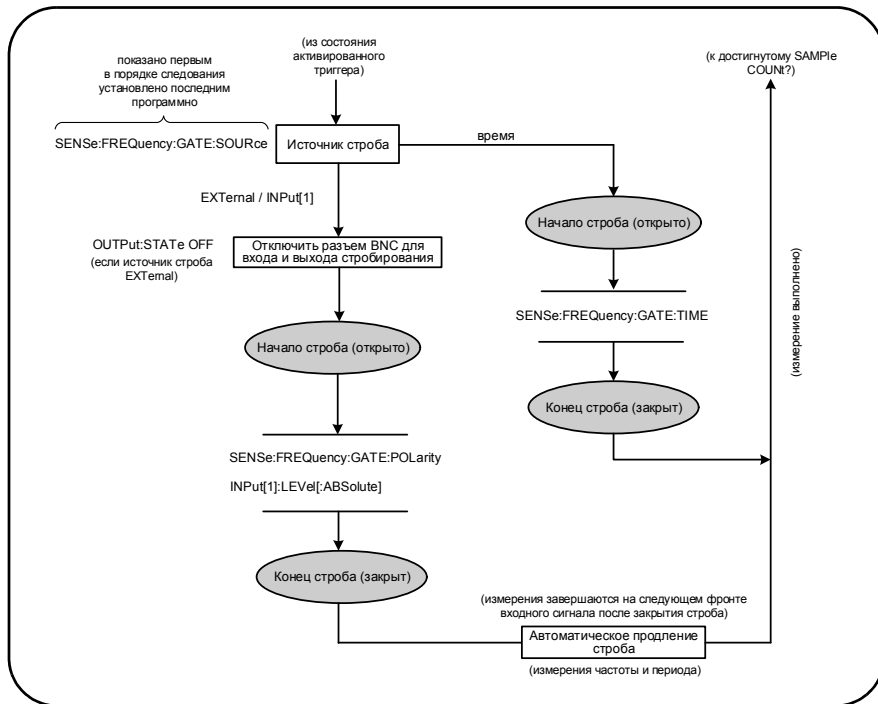 показано первым
в порядке следования
установлено последним
программно
SENSe:FREQuency:GATE:SOURce
(из состояния
активированного
триггера)
Источник строба
время
(к достигнутому SAMPle
COUNt?)
EXTernal / INPut[1]
OUTPut:STATe OFF
(если источник строба
EXTernal)
Отключить разъем BNC для
входа и выхода стробирования
Начало строба (открыто)
SENSe:FREQuency:GATE:POLarity
INPut[1]:LEVel[:ABSolute]
Конец строба (закрыт)
Начало строба (открыто)
SENSe:FREQuency:GATE:TIME
Конец строба (закрыт)
(измерение выполнено)
(измерения завершаются на следующем фронте
входного сигнала после закрытия строба)
Автоматическое продление
строба
(измерения частоты и периода)